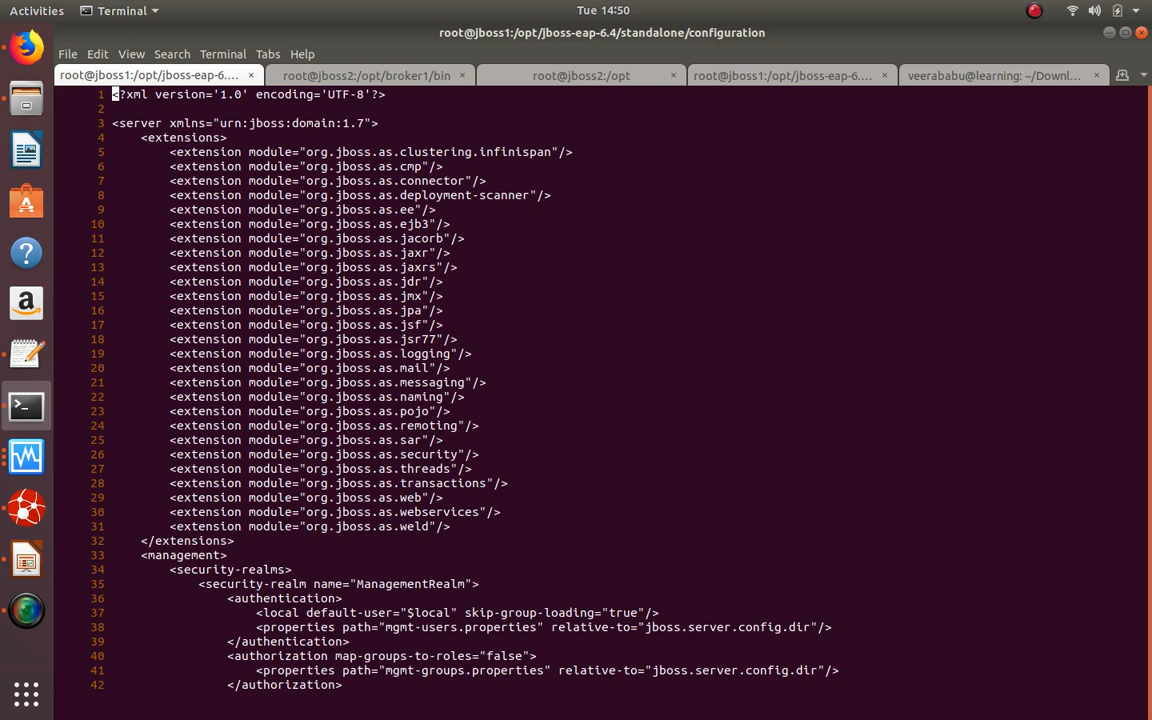 Activities Terminal Tue 14:50
root@jboss1:/opt/jboss-eap-6.4/standalone/configuration
File Edit View Search Terminal Tabs Help
root@jboss1:/opt/jboss-eap-6.... × root@jboss2:/opt/broker1/bin × root@jboss2:/opt × root@jboss1:/opt/jboss-eap-6.... × veerababu@learning: ~/Downl... ×
1 <?xml version='1.0' encoding='UTF-8'?>
2
3 <server xmlns="urn:jboss:domain:1.7">
4     <extensions>
5         <extension module="org.jboss.as.clustering.infinispan"/>
6         <extension module="org.jboss.as.cmp"/>
7         <extension module="org.jboss.as.connector"/>
8         <extension module="org.jboss.as.deployment-scanner"/>
9         <extension module="org.jboss.as.ee"/>
10         <extension module="org.jboss.as.ejb3"/>
11         <extension module="org.jboss.as.jacorb"/>
12         <extension module="org.jboss.as.jaxr"/>
13         <extension module="org.jboss.as.jaxrs"/>
14         <extension module="org.jboss.as.jdr"/>
15         <extension module="org.jboss.as.jmx"/>
16         <extension module="org.jboss.as.jpa"/>
17         <extension module="org.jboss.as.jsf"/>
18         <extension module="org.jboss.as.jsr77"/>
19         <extension module="org.jboss.as.logging"/>
20         <extension module="org.jboss.as.mail"/>
21         <extension module="org.jboss.as.messaging"/>
22         <extension module="org.jboss.as.naming"/>
23         <extension module="org.jboss.as.pojo"/>
24         <extension module="org.jboss.as.remoting"/>
25         <extension module="org.jboss.as.sar"/>
26         <extension module="org.jboss.as.security"/>
27         <extension module="org.jboss.as.threads"/>
28         <extension module="org.jboss.as.transactions"/>
29         <extension module="org.jboss.as.web"/>
30         <extension module="org.jboss.as.webservices"/>
31         <extension module="org.jboss.as.weld"/>
32     </extensions>
33     <management>
34         <security-realms>
35             <security-realm name="ManagementRealm">
36                 <authentication>
37                     <local default-user="$local" skip-group-loading="true"/>
38                     <properties path="mgmt-users.properties" relative-to="jboss.server.config.dir"/>
39                 </authentication>
40                 <authorization map-groups-to-roles="false">
41                     <properties path="mgmt-groups.properties" relative-to="jboss.server.config.dir"/>
42                 </authorization>